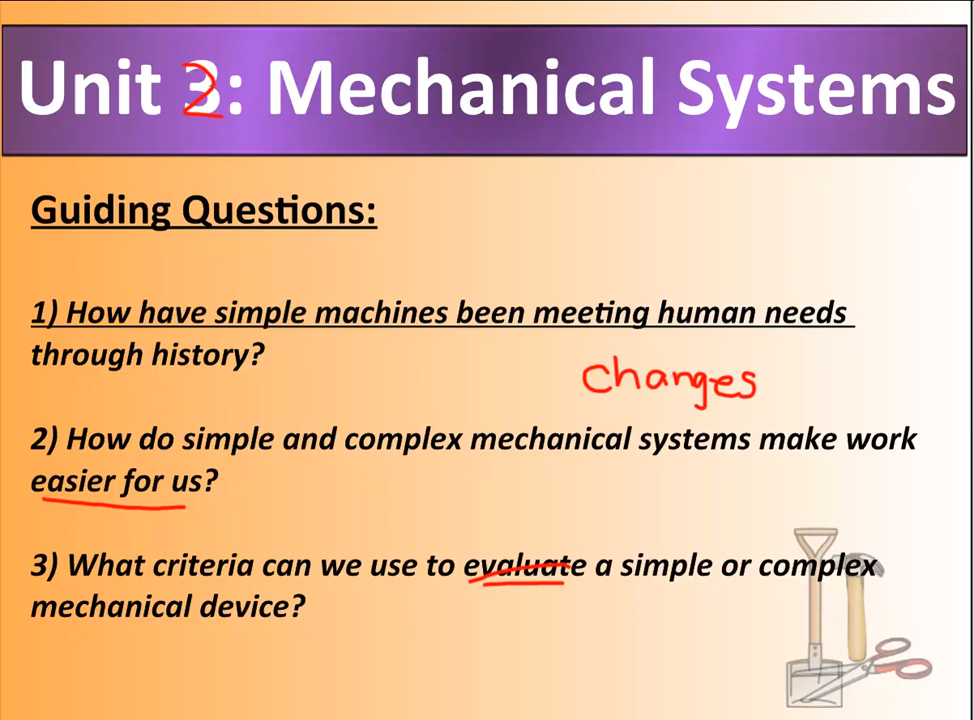 Unit 2: Mechanical Systems
Guiding Questions:
1) How have simple machines been meeting human needs
through history?
changes
2) How do simple and complex mechanical systems make work
easier for us?
3) What criteria can we use to evaluate a simple or complex
mechanical device?